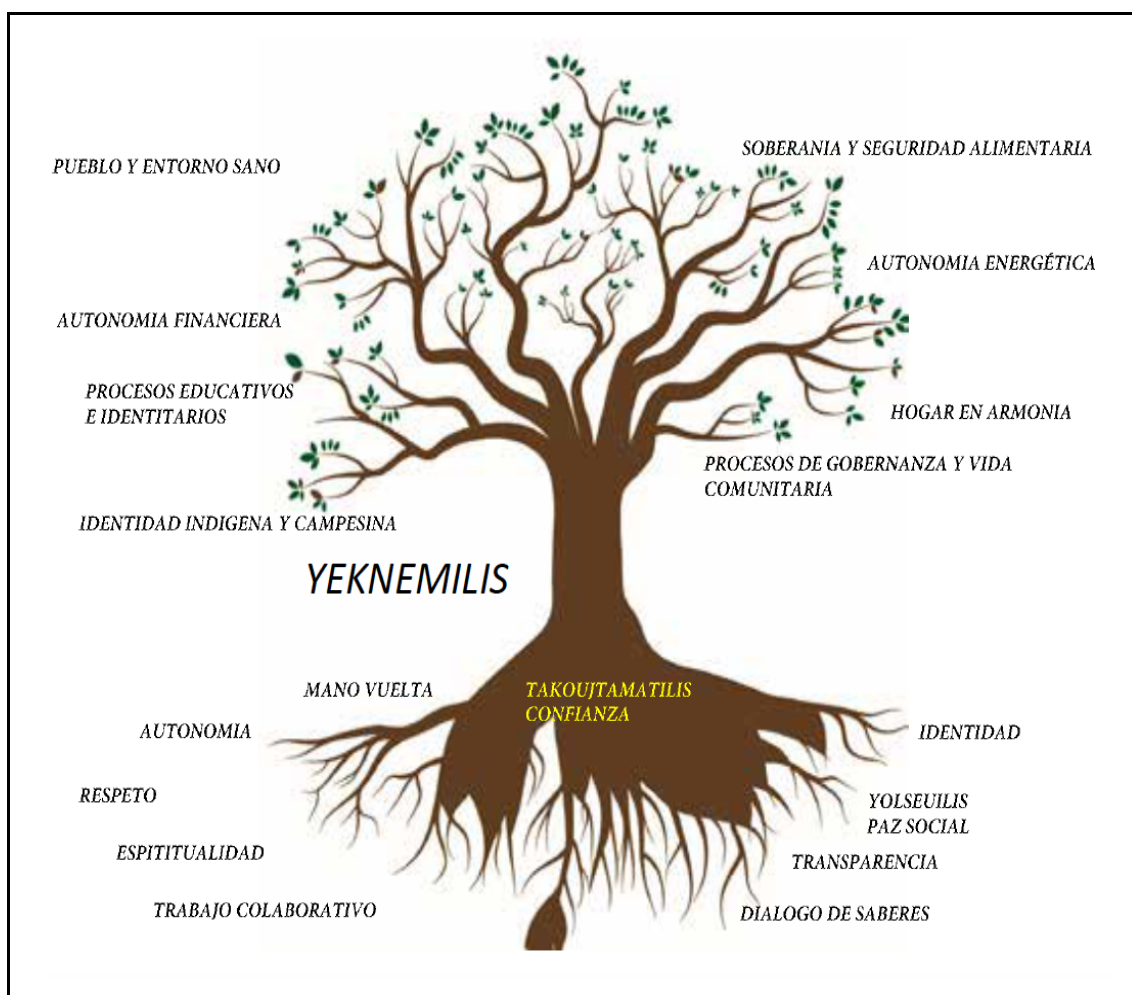 SOBERANIA Y SEGURIDAD ALIMENTARIA
PUEBLO Y ENTORNO SANO
AUTONOMIA ENERGÉTICA
AUTONOMIA FINANCIERA
PROCESOS EDUCATIVOS
E IDENTITARIOS
HOGAR EN ARMONIA
PROCESOS DE GOBERNANZA Y VIDA
COMUNITARIA
IDENTIDAD INDIGENA Y CAMPESINA
YEKNEMILIS
MANO VUELTA
TAKOUJTAMATILIS
CONFIANZA
AUTONOMIA
IDENTIDAD
RESPETO
YOLSEUILIS
PAZ SOCIAL
ESPITITUALIDAD
TRANSPARENCIA
TRABAJO COLABORATIVO
DIALOGO DE SABERES